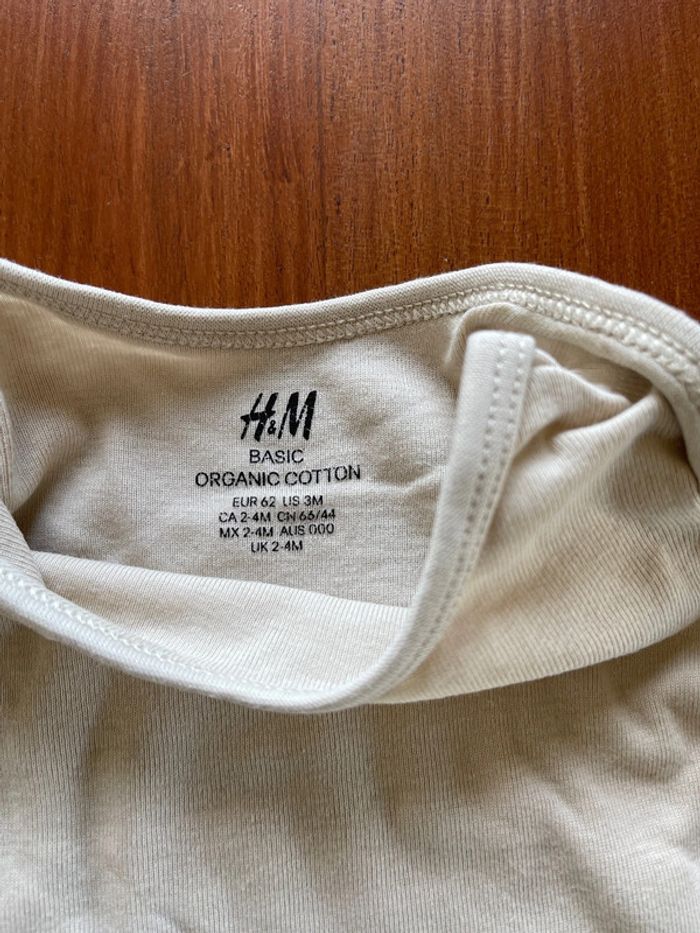 H&M
BASIC
ORGANIC COTTON
EUR 62 US 3M
CA 2-4M CN 66/44
MX 2-4M AUS 000
UK 2-4M